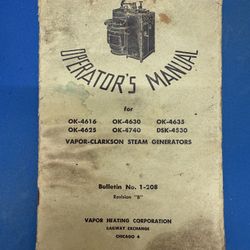 OPERATOR'S MANUAL
for
OK-4616 OK-4630 OK-4635
OK-4625 OK-4740 DSK-4530
VAPOR-CLARKSON STEAM GENERATORS
Bulletin No. 1-208
Revision "B"
VAPOR HEATING CORPORATION
RAILWAY EXCHANGE
CHICAGO 4